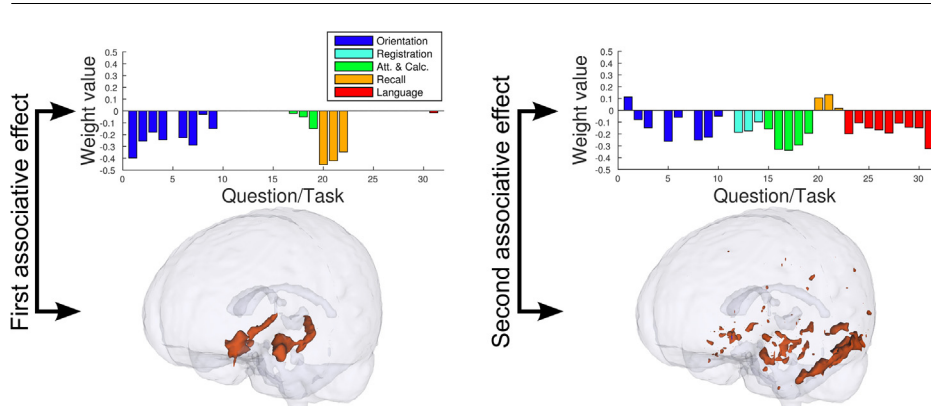 First associative effect
Weight value
0.5
0.4
0.3
0.2
0.1
0
-0.1
-0.2
-0.3
-0.4
-0.5
0 5 10 15 20 25 30
Question/Task
Orientation
Registration
Att. & Calc.
Recall
Language
Second associative effect
Weight value
0.5
0.4
0.3
0.2
0.1
0
-0.1
-0.2
-0.3
-0.4
-0.5
0 5 10 15 20 25 30
Question/Task